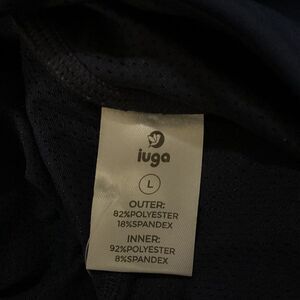 iuga
L
OUTER:
82%POLYESTER
18%SPANDEX
INNER:
92%POLYESTER
8%SPANDEX